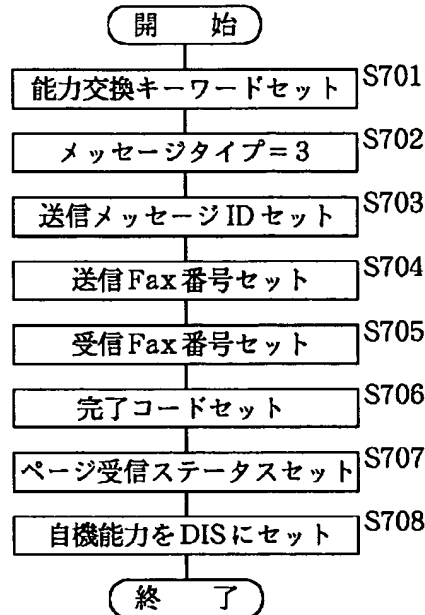 開　始
能力交換キーワードセット S701
メッセージタイプ＝3 S702
送信メッセージIDセット S703
送信Fax番号セット S704
受信Fax番号セット S705
完了コードセット S706
ページ受信ステータスセット S707
自機能力をDISにセット S708
終　了